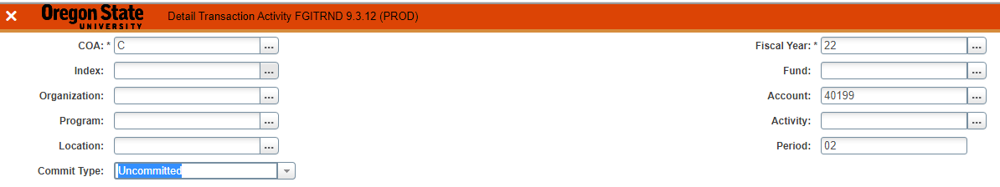 Oregon State
UNIVERSITY
Detail Transaction Activity FGITRND 9.3.12 (PROD)
COA: * C ... Fiscal Year: * 22 ...
Index: ... Fund: ...
Organization: ... Account: 40199 ...
Program: ... Activity: ...
Location: ... Period: 02
Commit Type: Uncommitted